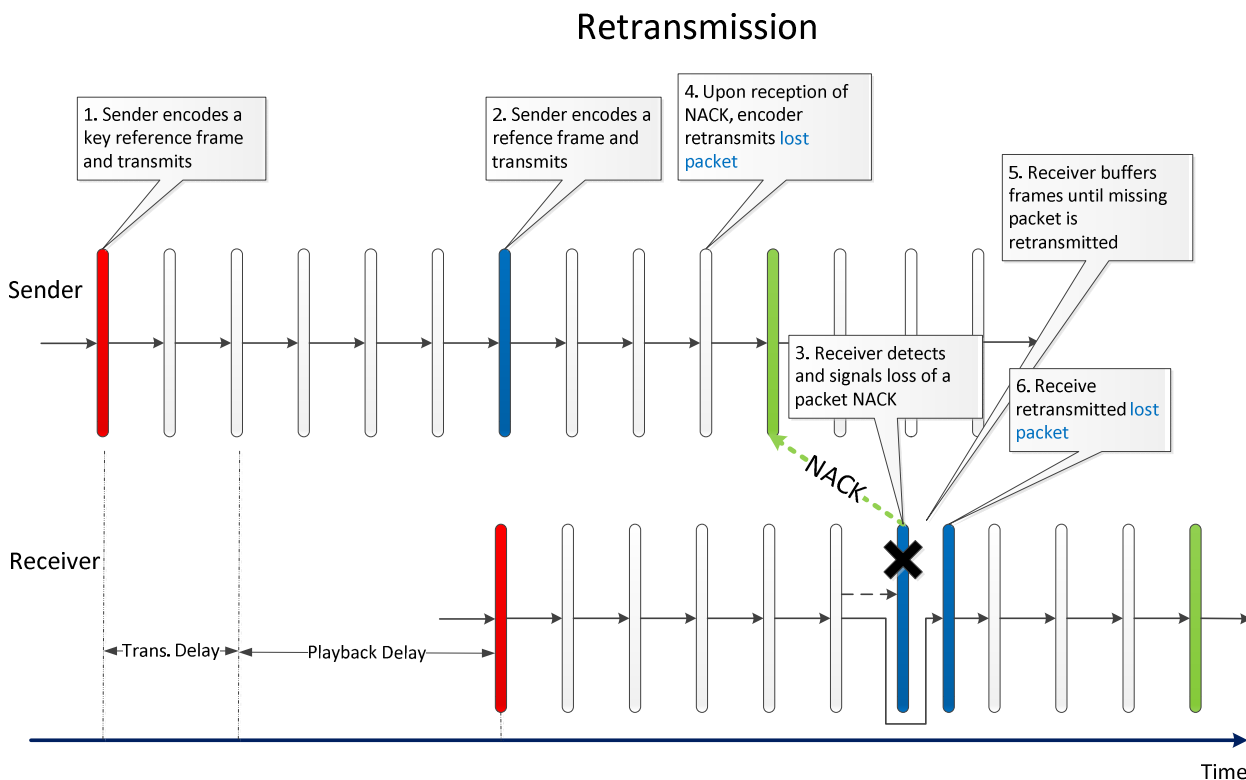 Retransmission
1. Sender encodes a
key reference frame
and transmits
2. Sender encodes a
refence frame and
transmits
4. Upon reception of
NACK, encoder
retransmits lost
packet
5. Receiver buffers
frames until missing
packet is
retransmitted
Sender
3. Receiver detects
and signals loss of a
packet NACK
6. Receive
retransmitted lost
packet
NACK
Receiver
Trans. Delay
Playback Delay
Time